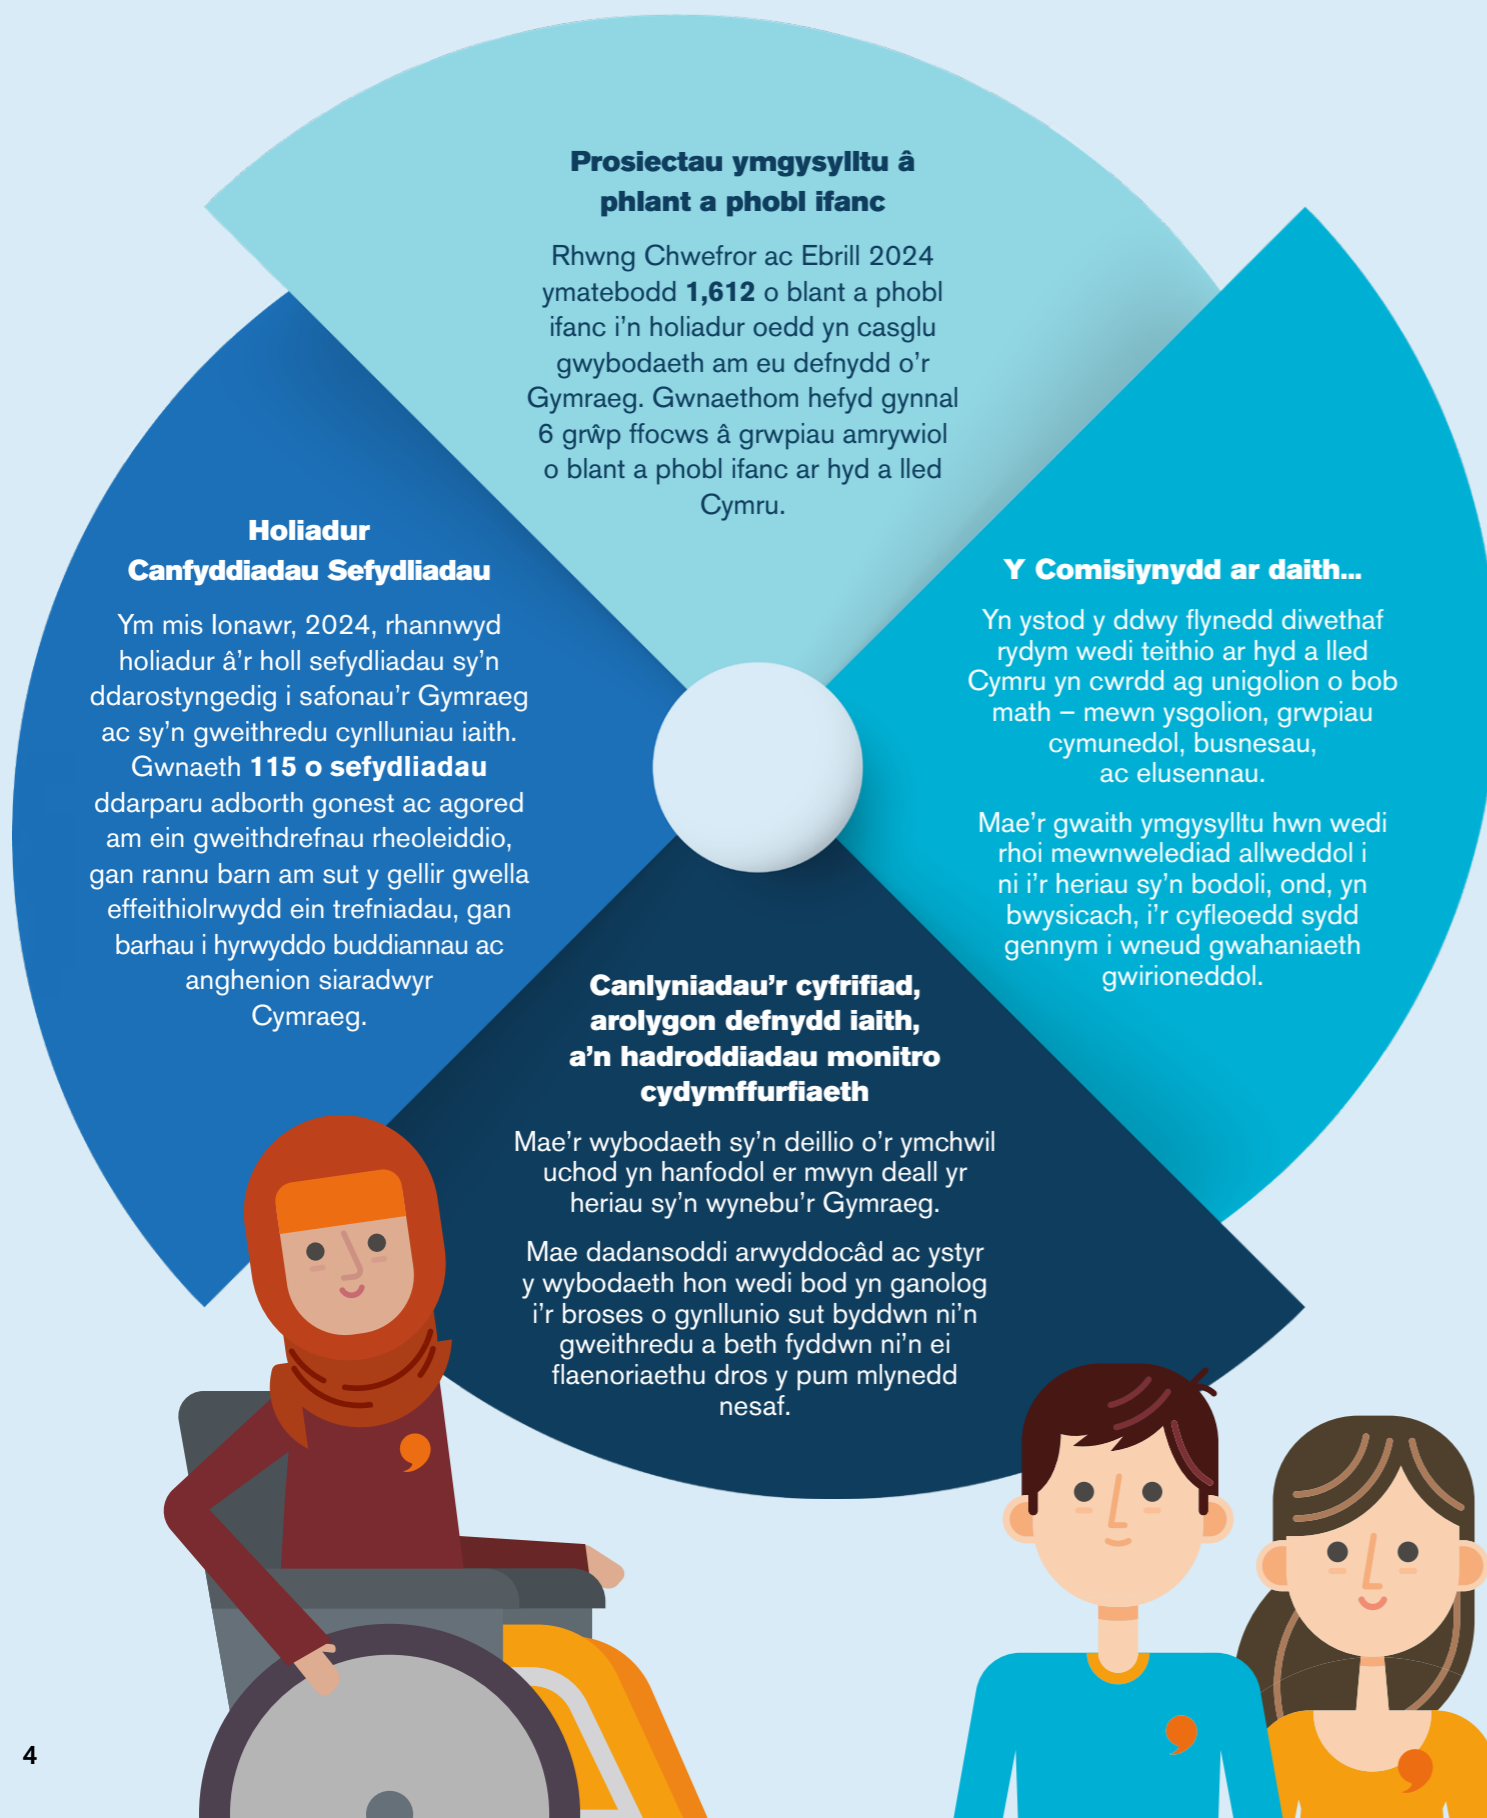 Prosiectau ymgysylltu â
phlant a phobl ifanc
Rhwng Chwefror ac Ebrill 2024
ymatebodd 1,612 o blant a phobl
ifanc i’n holiadur oedd yn casglu
gwybodaeth am eu defnydd o’r
Gymraeg. Gwnaethom hefyd gynnal
6 grŵp ffocws â grwpiau amrywiol
o blant a phobl ifanc ar hyd a lled
Cymru.
Holiadur
Canfyddiadau Sefydliadau
Ym mis Ionawr, 2024, rhannwyd
holiadur â’r holl sefydliadau sy’n
ddarostyngedig i safonau’r Gymraeg
ac sy’n gweithredu cynlluniau iaith.
Gwnaeth 115 o sefydliadau
ddarparu adborth gonest ac agored
am ein gweithdrefnau rheoleiddio,
gan rannu barn am sut y gellir gwella
effeithiolrwydd ein trefniadau, gan
barhau i hyrwyddo buddiannau ac
anghenion siaradwyr
Cymraeg.
Y Comisiynydd ar daith...
Yn ystod y ddwy flynedd diwethaf
rydym wedi teithio ar hyd a lled
Cymru yn cwrdd ag unigolion o bob
math – mewn ysgolion, grwpiau
cymunedol, busnesau,
ac elusennau.
Mae’r gwaith ymgysylltu hwn wedi
rhoi mewnwelediad allweddol i
ni i’r heriau sy’n bodoli, ond, yn
bwysicach, i’r cyfleoedd sydd
gennym i wneud gwahaniaeth
gwirioneddol.
Canlyniadau’r cyfrifiad,
arolygon defnydd iaith,
a’n hadroddiadau monitro
cydymffurfiaeth
Mae’r wybodaeth sy’n deillio o’r ymchwil
uchod yn hanfodol er mwyn deall yr
heriau sy’n wynebu’r Gymraeg.
Mae dadansoddi arwyddocâd ac ystyr
y wybodaeth hon wedi bod yn ganolog
i’r broses o gynllunio sut byddwn ni’n
gweithredu a beth fyddwn ni’n ei
flaenoriaethu dros y pum mlynedd
nesaf.
4